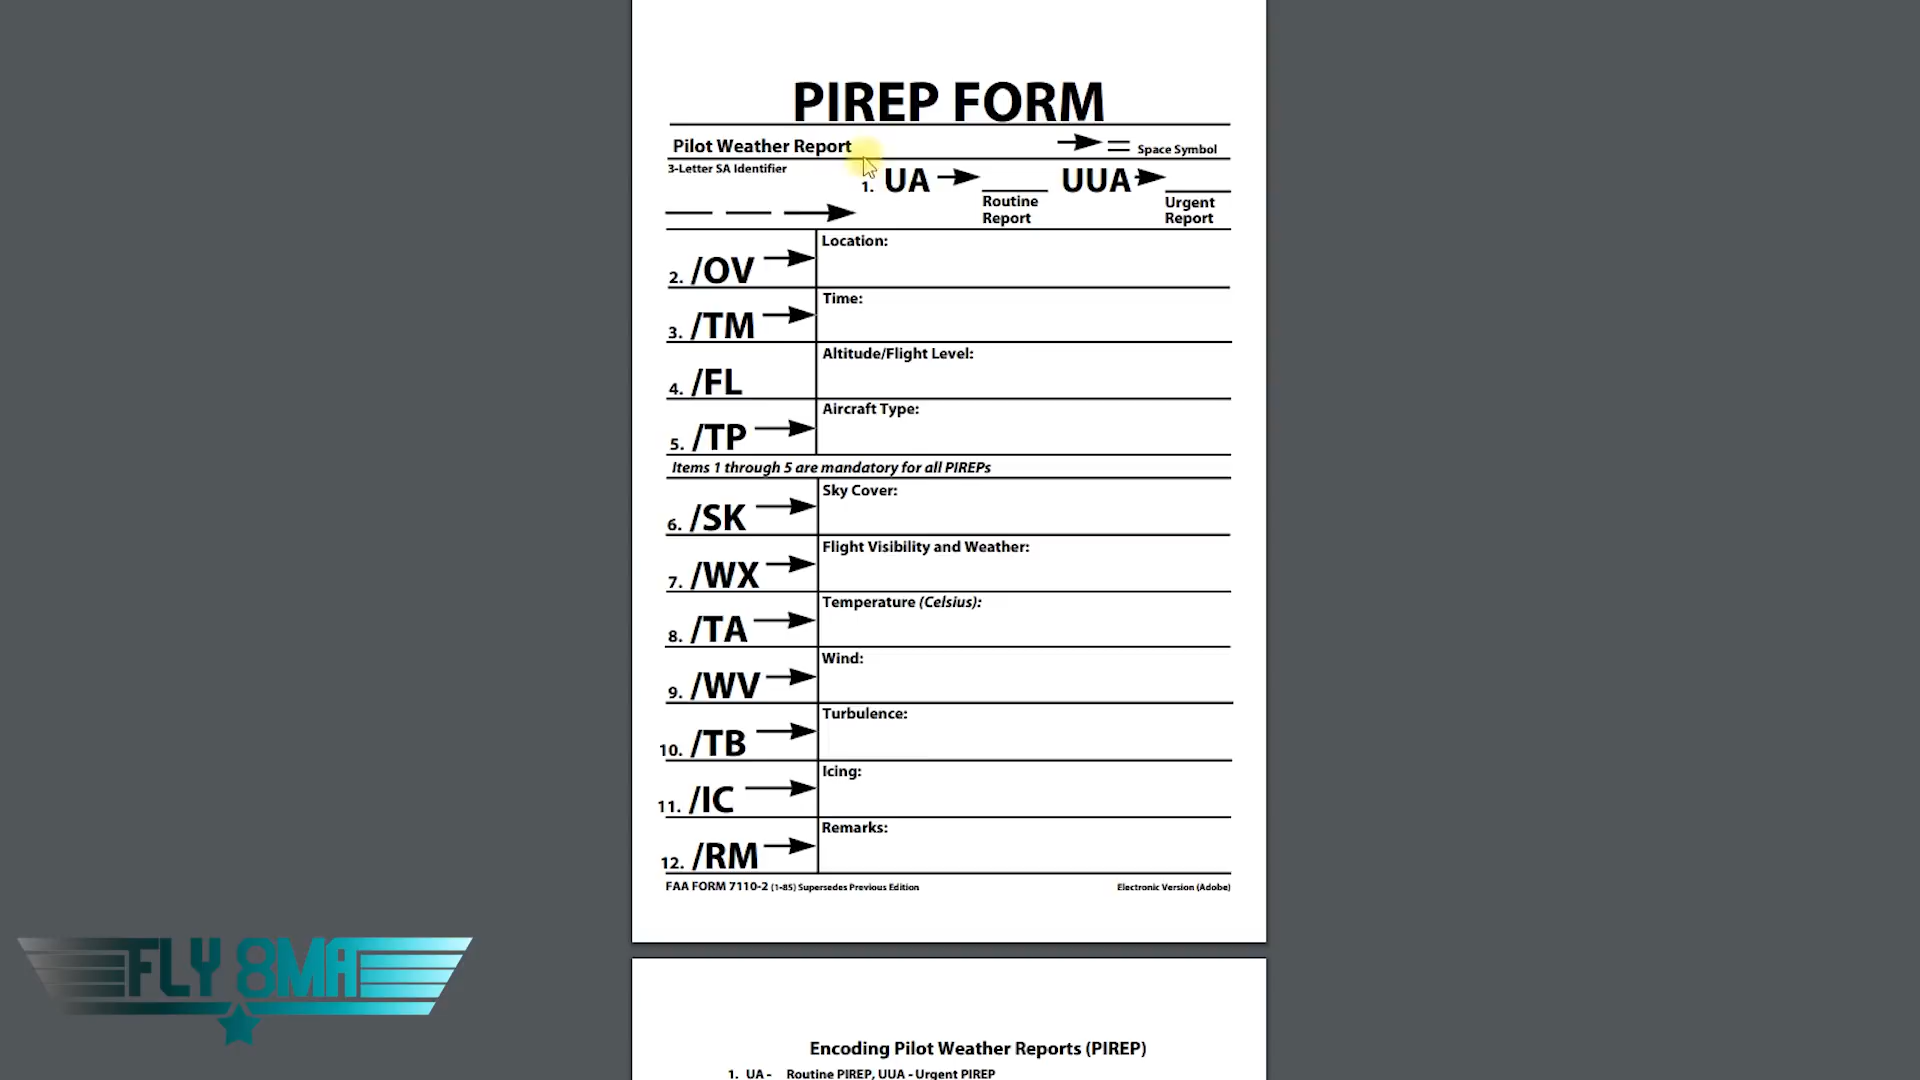 PIREP FORM
Pilot Weather Report
= Space Symbol
3-Letter SA Identifier
1. UA
Routine
Report
UUA
Urgent
Report
2. /OV
Location:
3. /TM
Time:
4. /FL
Altitude/Flight Level:
5. /TP
Aircraft Type:
Items 1 through 5 are mandatory for all PIREPs
6. /SK
Sky Cover:
7. /WX
Flight Visibility and Weather:
8. /TA
Temperature (Celsius):
9. /WV
Wind:
10. /TB
Turbulence:
11. /IC
Icing:
12. /RM
Remarks:
FAA FORM 7110-2 (1-85) Supersedes Previous Edition
Electronic Version (Adobe)
FLY 8MA
Encoding Pilot Weather Reports (PIREP)
1. UA - Routine PIREP, UUA - Urgent PIREP